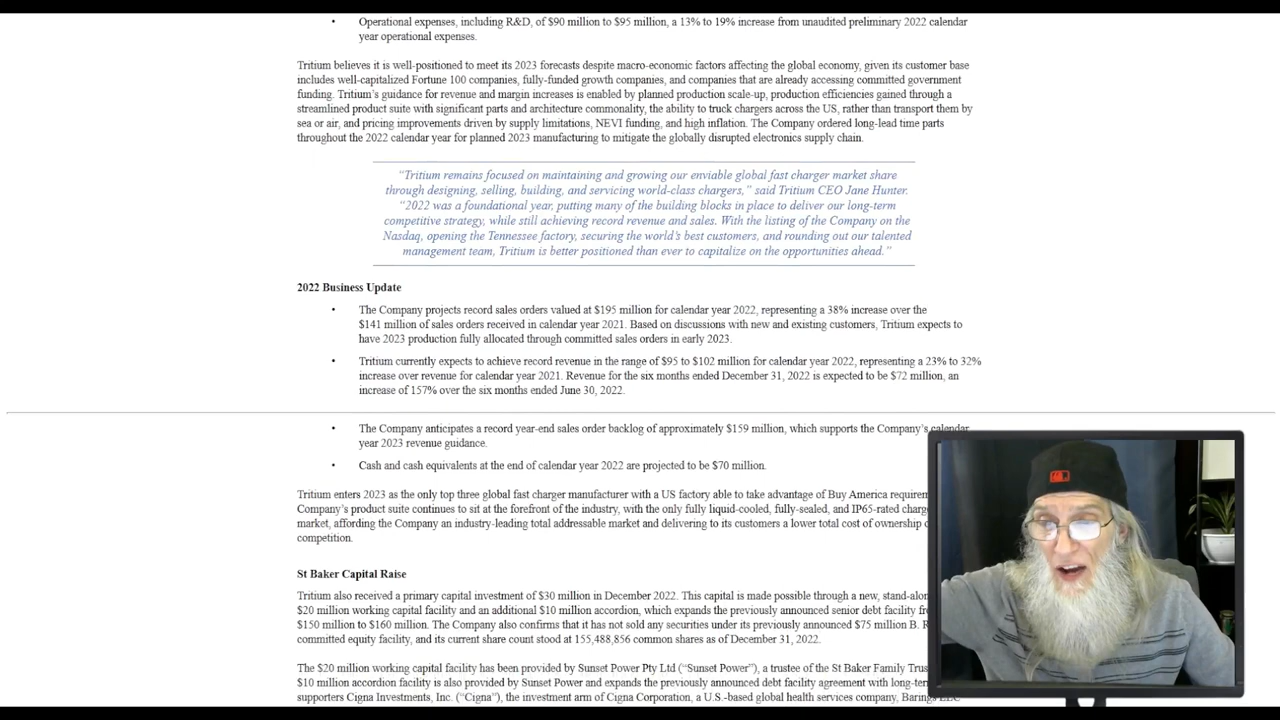 • Operational expenses, including R&D, of $90 million to $95 million, a 13% to 19% increase from unaudited preliminary 2022 calendar
year operational expenses.
Tritium believes it is well-positioned to meet its 2023 forecasts despite macro-economic factors affecting the global economy, given its customer base
includes well-capitalized Fortune 100 companies, fully-funded growth companies, and companies that are already accessing committed government
funding. Tritium's guidance for revenue and margin increases is enabled by planned production scale-up, production efficiencies gained through a
streamlined product suite with significant parts and architecture commonality, the ability to truck chargers across the US, rather than transport them by
sea or air, and pricing improvements driven by supply limitations, NEVI funding, and high inflation. The Company ordered long-lead time parts
throughout the 2022 calendar year for planned 2023 manufacturing to mitigate the globally disrupted electronics supply chain.
“Tritium remains focused on maintaining and growing our enviable global fast charger market share
through designing, selling, building, and servicing world-class chargers,” said Tritium CEO Jane Hunter.
“2022 was a foundational year, putting many of the building blocks in place to deliver our long-term
competitive strategy, while still achieving record revenue and sales. With the listing of the Company on the
Nasdaq, opening the Tennessee factory, securing the world's best customers, and rounding out our talented
management team, Tritium is better positioned than ever to capitalize on the opportunities ahead.”
2022 Business Update
• The Company projects record sales orders valued at $195 million for calendar year 2022, representing a 38% increase over the
$141 million of sales orders received in calendar year 2021. Based on discussions with new and existing customers, Tritium expects to
have 2023 production fully allocated through committed sales orders in early 2023.
• Tritium currently expects to achieve record revenue in the range of $95 to $102 million for calendar year 2022, representing a 23% to 32%
increase over revenue for calendar year 2021. Revenue for the six months ended December 31, 2022 is expected to be $72 million, an
increase of 157% over the six months ended June 30, 2022.
• The Company anticipates a record year-end sales order backlog of approximately $159 million, which supports the Company's calendar
year 2023 revenue guidance.
• Cash and cash equivalents at the end of calendar year 2022 are projected to be $70 million.
Tritium enters 2023 as the only top three global fast charger manufacturer with a US factory able to take advantage of Buy America
Company's product suite continues to sit at the forefront of the industry, with the only fully liquid-cooled, fully-sealed, and IP65-rated
market, affording the Company an industry-leading total addressable market and delivering to its customers a lower total cost of ownership
competition.
St Baker Capital Raise
Tritium also received a primary capital investment of $30 million in December 2022. This capital is made possible through a new,
$20 million working capital facility and an additional $10 million accordion, which expands the previously announced senior debt facility
$150 million to $160 million. The Company also confirms that it has not sold any securities under its previously announced $75 million B.
committed equity facility, and its current share count stood at 155,488,856 common shares as of December 31, 2022.
The $20 million working capital facility has been provided by Sunset Power Pty Ltd (“Sunset Power”), a trustee of the St Baker Family
$10 million accordion facility is also provided by Sunset Power and expands the previously announced debt facility agreement with
supporters Cigna Investments, Inc. (“Cigna”), the investment arm of Cigna Corporation, a U.S.-based global health services company, Barings LLC